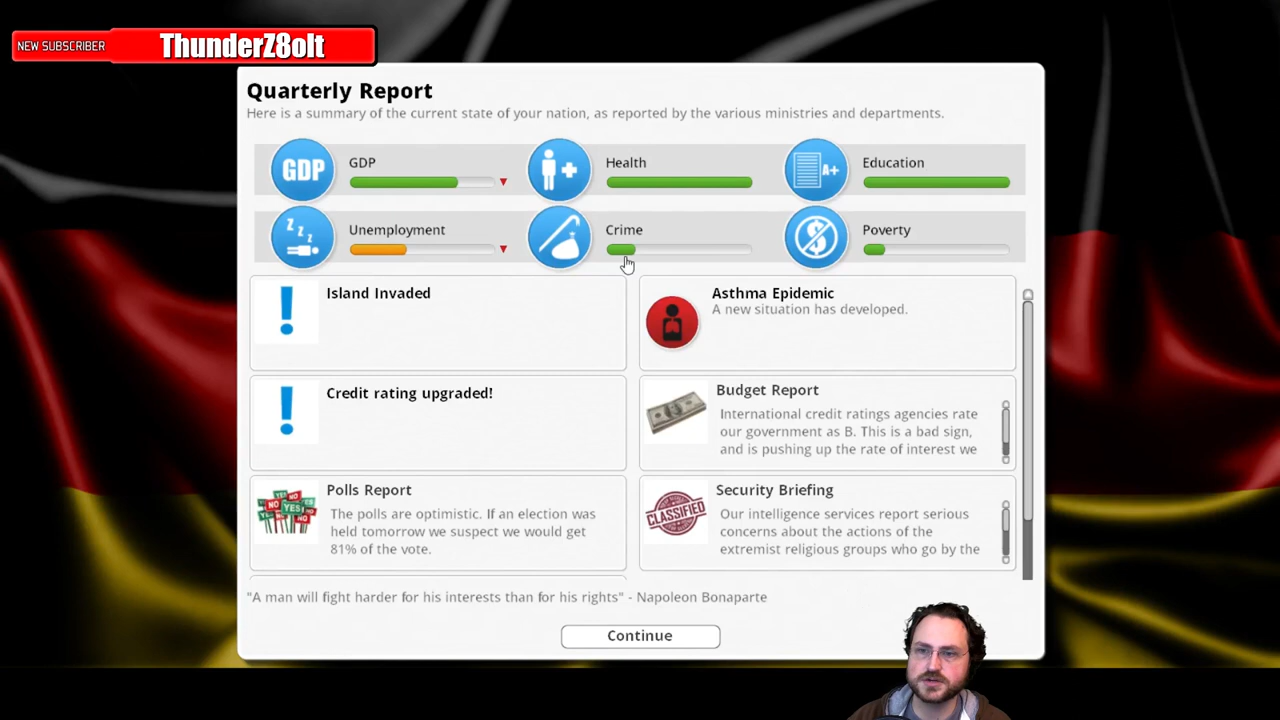 NEW SUBSCRIBER
ThunderZ8olt
Quarterly Report
Here is a summary of the current state of your nation, as reported by the various ministries and departments.
GDP
GDP
Health
A+
Education
Z Z Z
Unemployment
Crime
$
Poverty
!
Island Invaded
Asthma Epidemic
A new situation has developed.
!
Credit rating upgraded!
Budget Report
International credit ratings agencies rate
our government as B. This is a bad sign,
and is pushing up the rate of interest we
NO NO
YES
NO
Polls Report
The polls are optimistic. If an election was
held tomorrow we suspect we would get
81% of the vote.
CLASSIFIED
Security Briefing
Our intelligence services report serious
concerns about the actions of the
extremist religious groups who go by the
"A man will fight harder for his interests than for his rights" - Napoleon Bonaparte
Continue